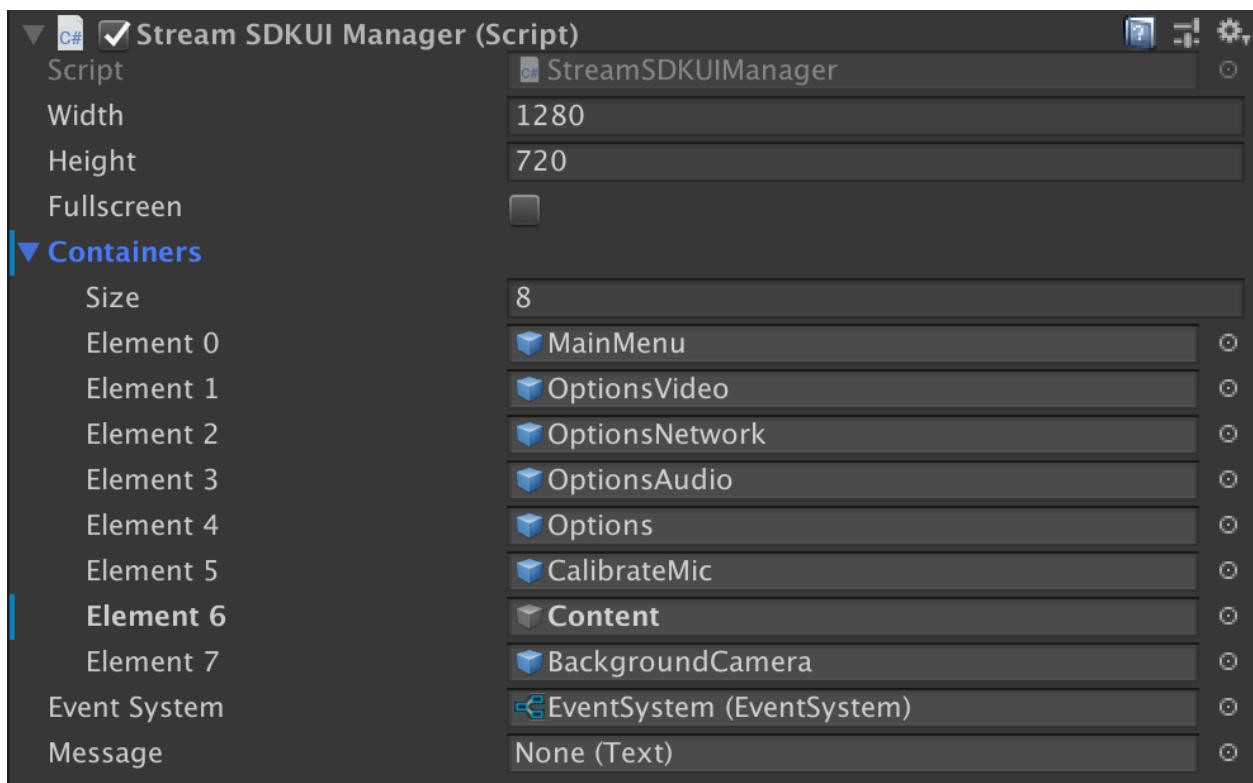 C# Stream SDKUI Manager (Script)
Script C# StreamSDKUIManager
Width 1280
Height 720
Fullscreen
Containers
Size 8
Element 0 MainMenu
Element 1 OptionsVideo
Element 2 OptionsNetwork
Element 3 OptionsAudio
Element 4 Options
Element 5 CalibrateMic
Element 6 Content
Element 7 BackgroundCamera
Event System EventSystem (EventSystem)
Message None (Text)